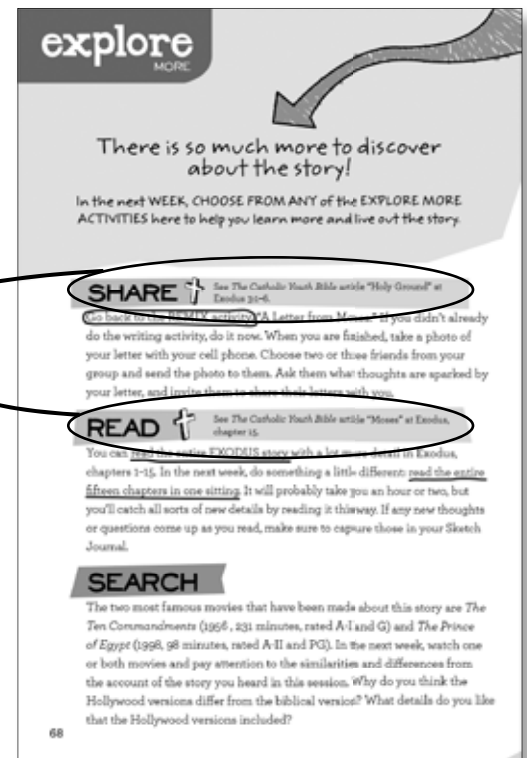 explore
MORE
There is so much more to discover
about the story!
In the next WEEK, CHOOSE FROM ANY of the EXPLORE MORE
ACTIVITIES here to help you learn more and live out the story.
SHARE See The Catholic Youth Bible article "Holy Ground" at
Exodus 3:1–6.
Go back to the REMIX activity "A Letter from Moses." If you didn't already
do the writing activity, do it now. When you are finished, take a photo of
your letter with your cell phone. Choose two or three friends from your
group and send the photo to them. Ask them what thoughts are sparked by
your letter, and invite them to share their letters with you.
READ See The Catholic Youth Bible article "Moses" at Exodus,
chapter 15.
You can read the entire EXODUS story with a lot more detail in Exodus,
chapters 1–15. In the next week, do something a little different: read the entire
fifteen chapters in one sitting. It will probably take you an hour or two, but
you'll catch all sorts of new details by reading it this way. If any new thoughts
or questions come up as you read, make sure to capture those in your Sketch
Journal.
SEARCH
The two most famous movies that have been made about this story are The
Ten Commandments (1956, 231 minutes, rated A-I and G) and The Prince
of Egypt (1998, 98 minutes, rated A-II and PG). In the next week, watch one
or both movies and pay attention to the similarities and differences from
the account of the story you heard in this session. Why do you think the
Hollywood versions differ from the biblical version? What details do you like
that the Hollywood versions included?
68